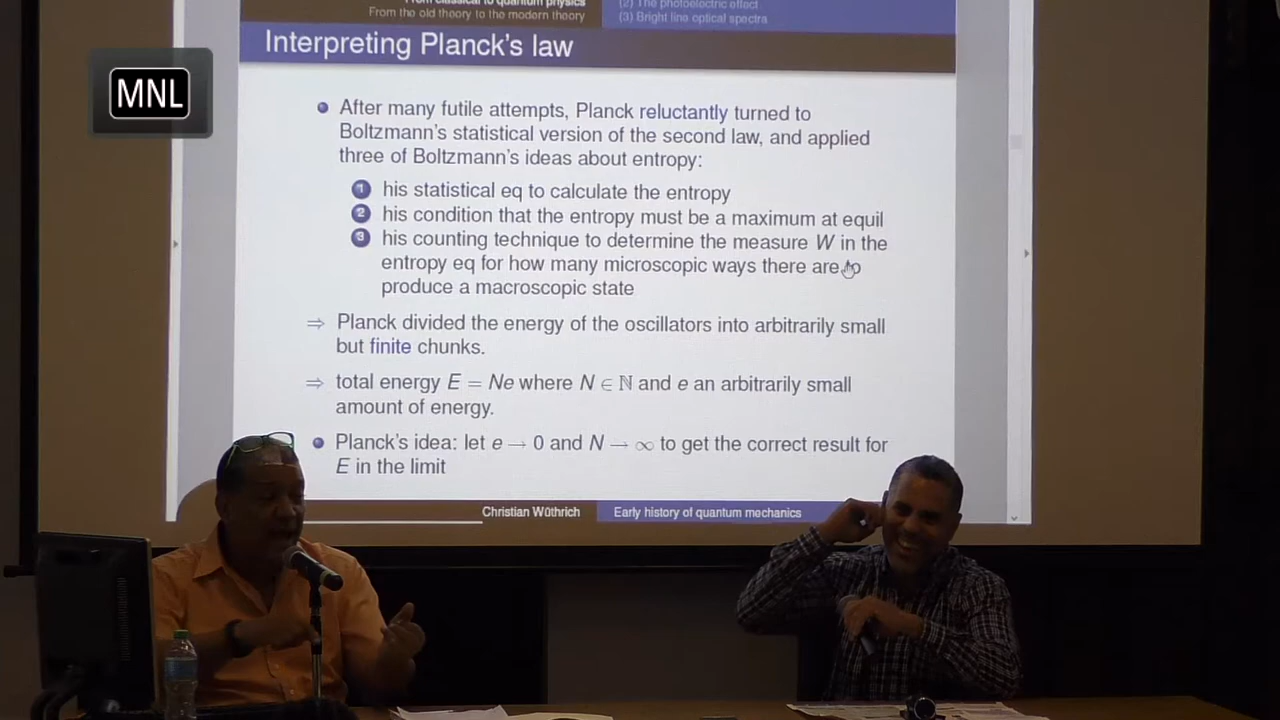 From classical to quantum physics
From the old theory to the modern theory
(2) The photoelectric effect
(3) Bright line optical spectra
Interpreting Planck's law
MNL
After many futile attempts, Planck reluctantly turned to
Boltzmann's statistical version of the second law, and applied
three of Boltzmann's ideas about entropy:
1 his statistical eq to calculate the entropy
2 his condition that the entropy must be a maximum at equil
3 his counting technique to determine the measure W in the
entropy eq for how many microscopic ways there are to
produce a macroscopic state
⇒ Planck divided the energy of the oscillators into arbitrarily small
but finite chunks.
⇒ total energy E = Ne where N ∈ ℕ and e an arbitrarily small
amount of energy.
Planck's idea: let e → 0 and N → ∞ to get the correct result for
E in the limit
Christian Wüthrich
Early history of quantum mechanics